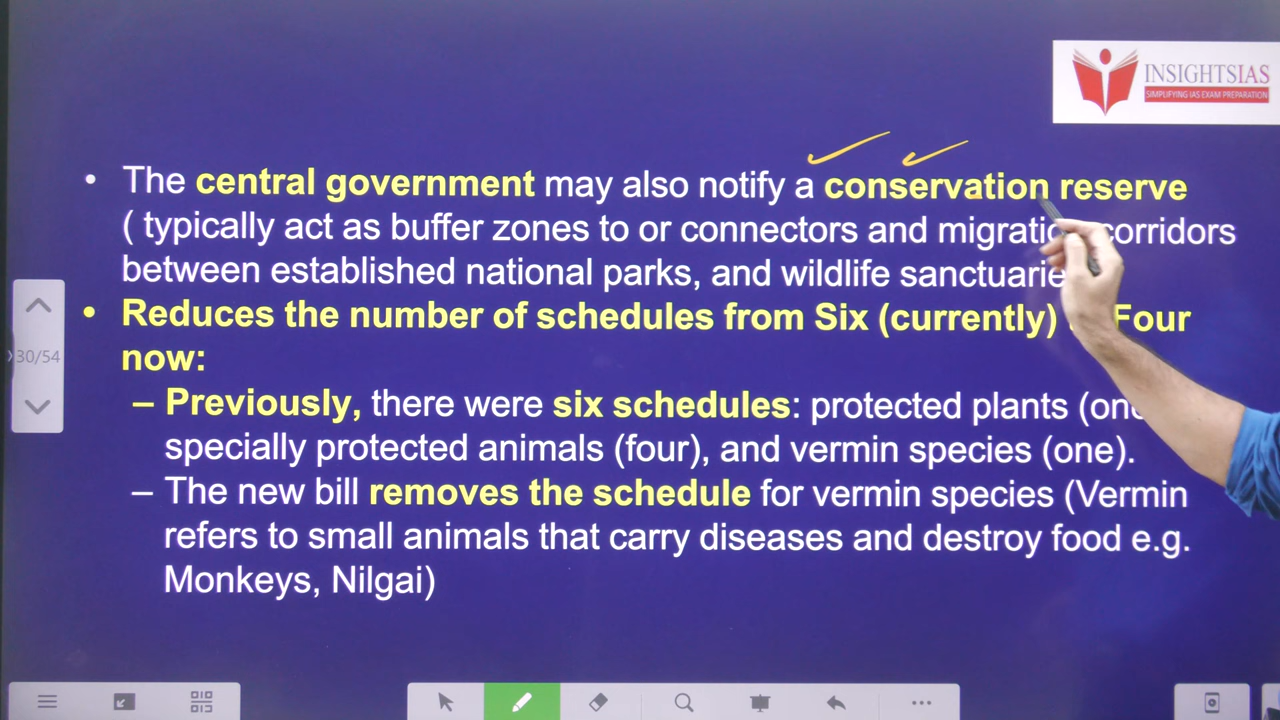 INSIGHTSIAS
SIMPLIFYING IAS EXAM PREPARATION
• The central government may also notify a conservation reserve
( typically act as buffer zones to or connectors and migratio corridors
between established national parks, and wildlife sanctuarie
• Reduces the number of schedules from Six (currently) Four
now:
– Previously, there were six schedules: protected plants (one
specially protected animals (four), and vermin species (one).
– The new bill removes the schedule for vermin species (Vermin
refers to small animals that carry diseases and destroy food e.g.
Monkeys, Nilgai)
30/54